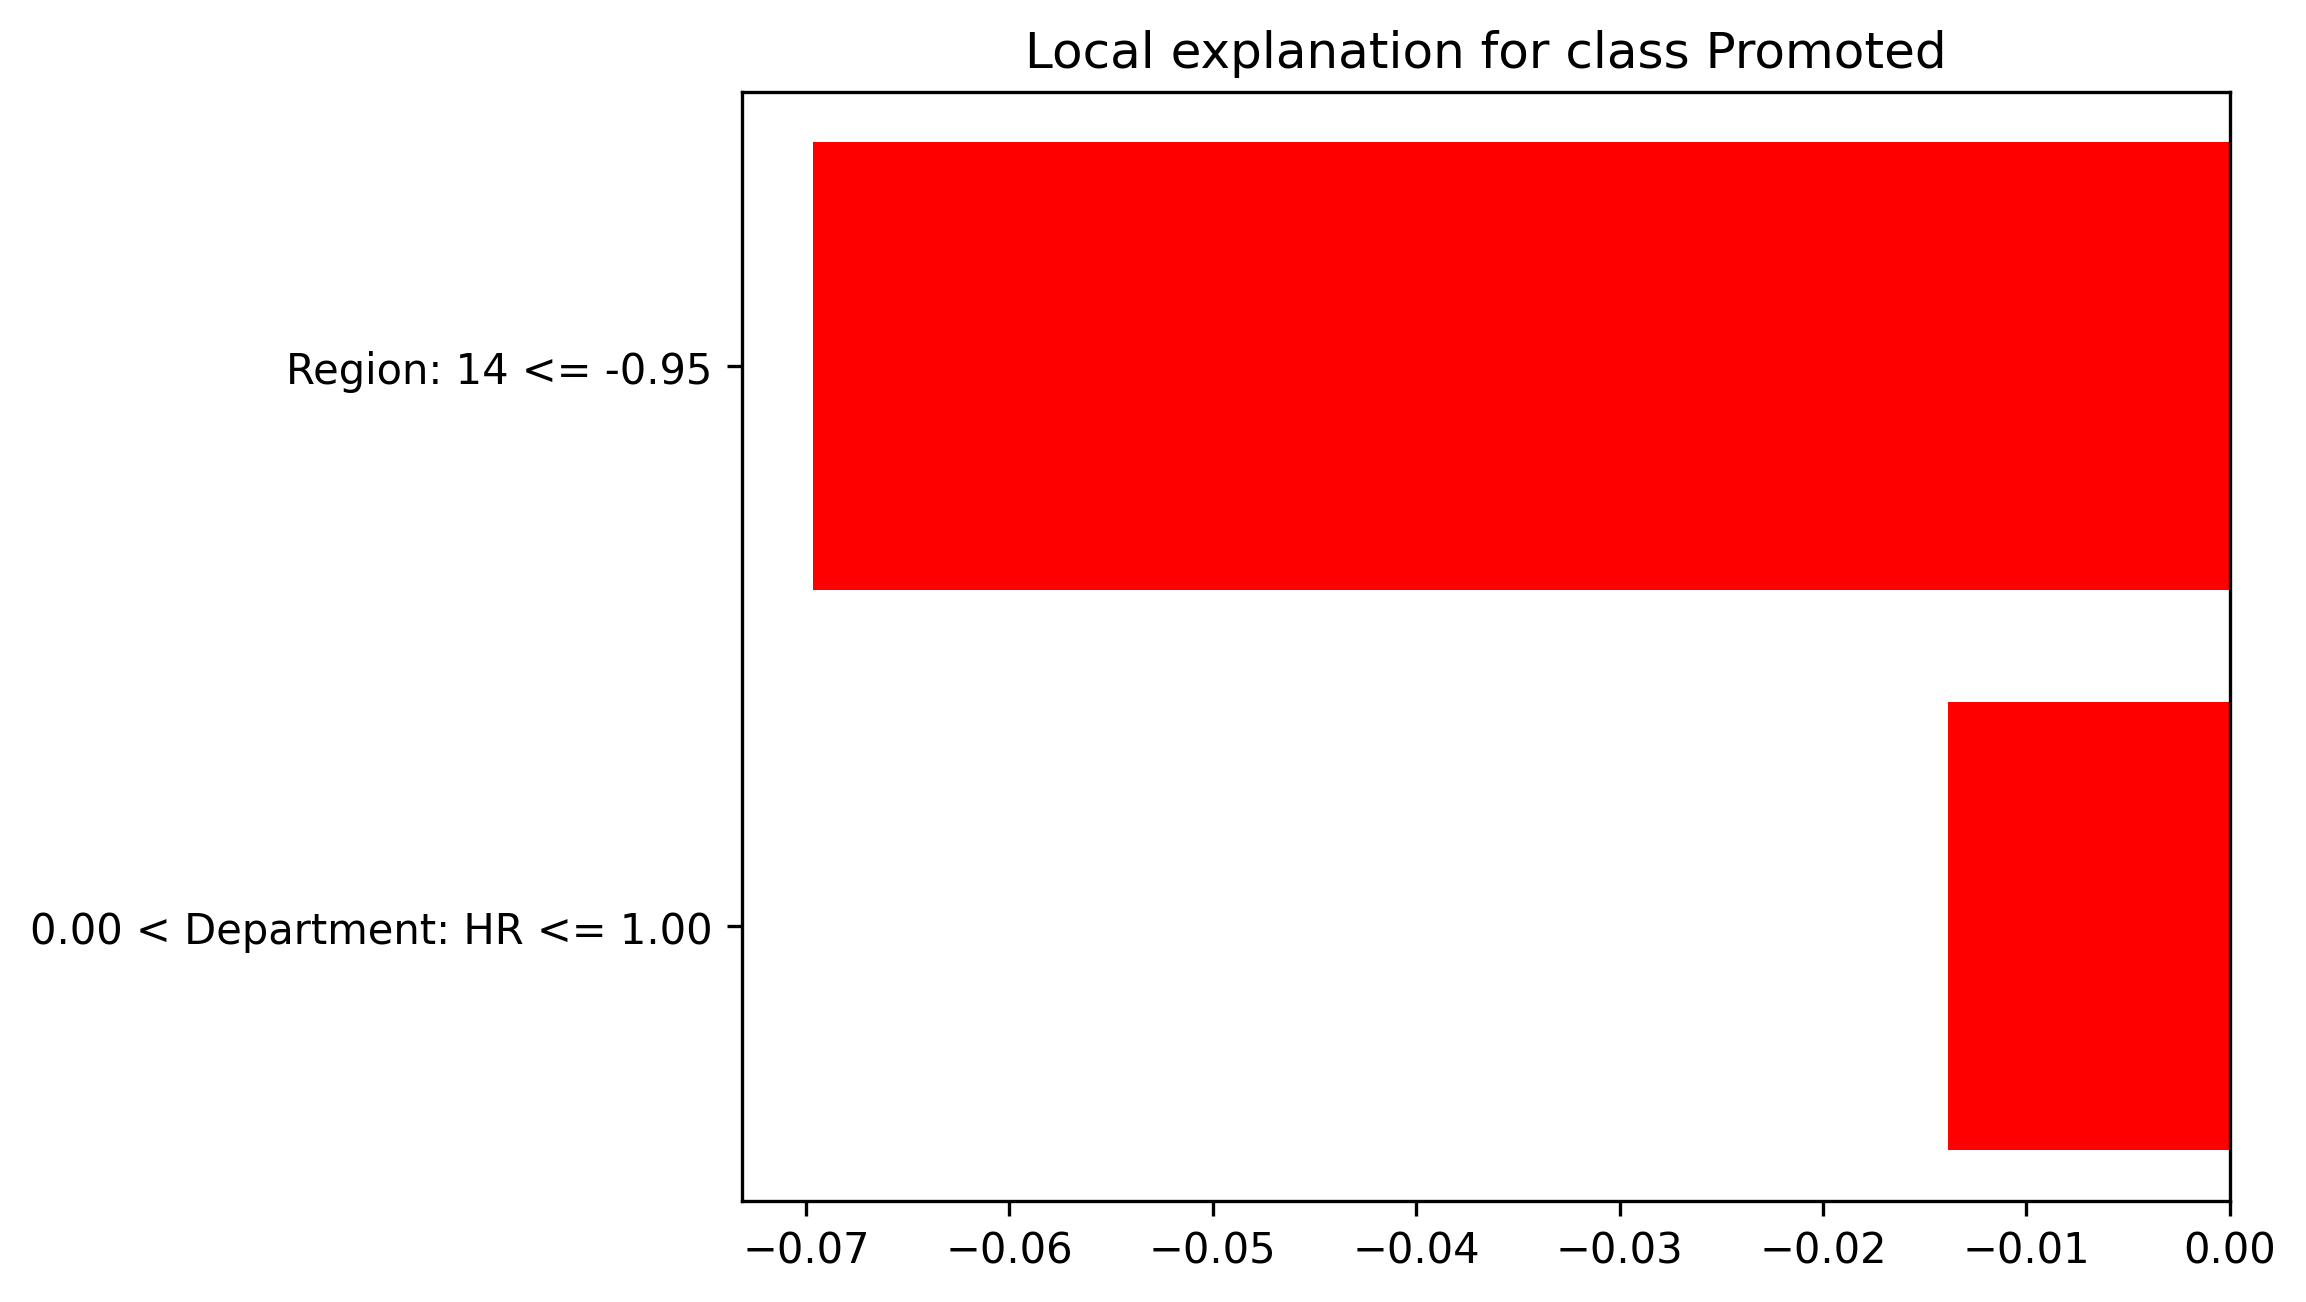 Local explanation for class Promoted
Region: 14 <= -0.95
0.00 < Department: HR <= 1.00
−0.07 −0.06 −0.05 −0.04 −0.03 −0.02 −0.01 0.00